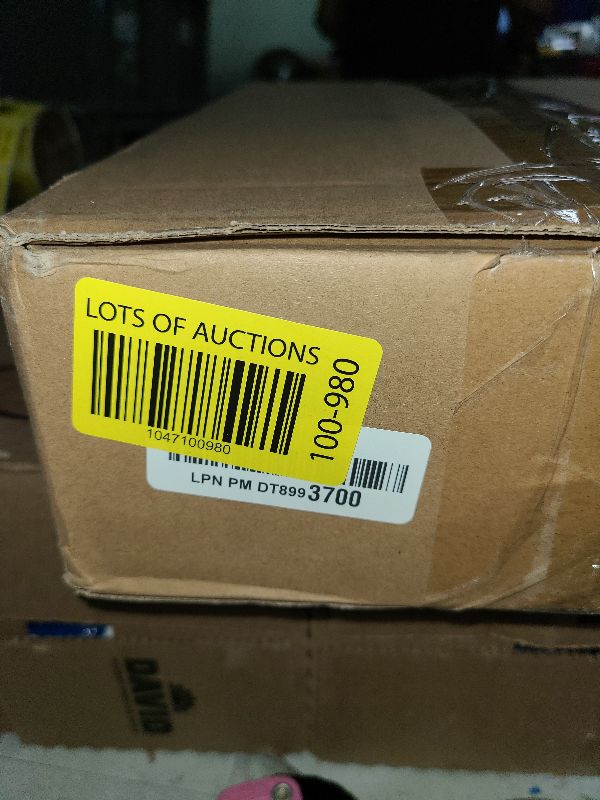 LOTS OF AUCTIONS
1047100980
100-980
LPN PM DT8993700
DAVID